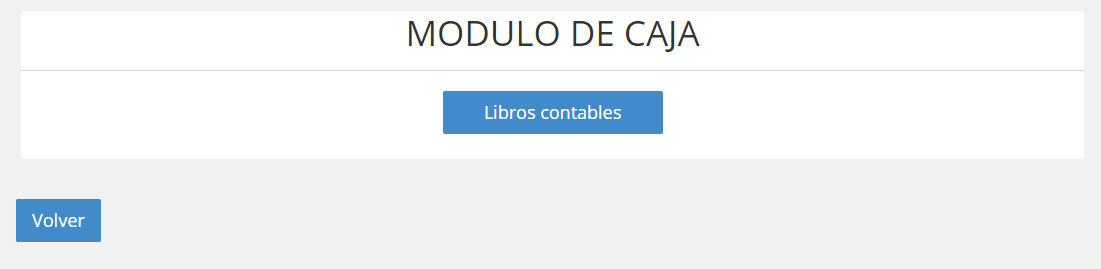 MODULO DE CAJA
Libros contables
Volver